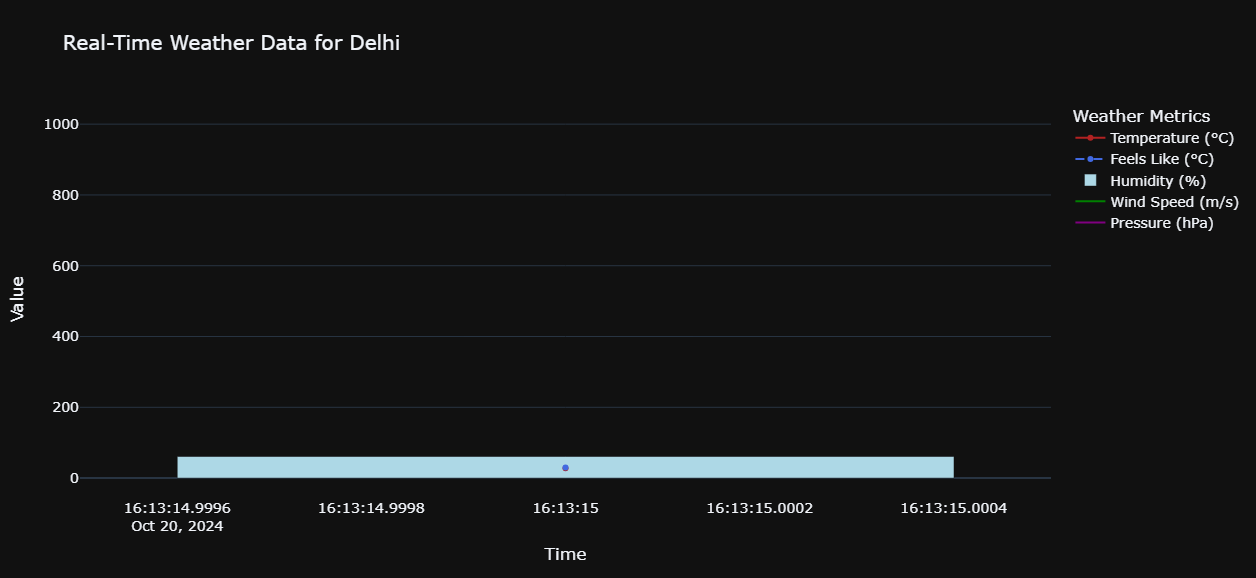 Real-Time Weather Data for Delhi
1000
800
600
400
200
0
Value
16:13:14.9996
Oct 20, 2024
16:13:14.9998
16:13:15
16:13:15.0002
16:13:15.0004
Time
Weather Metrics
Temperature (°C)
Feels Like (°C)
Humidity (%)
Wind Speed (m/s)
Pressure (hPa)